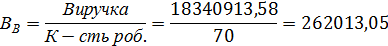 В_В = Виручка / К − сть роб. = 18340913,58 / 70 = 262013,05